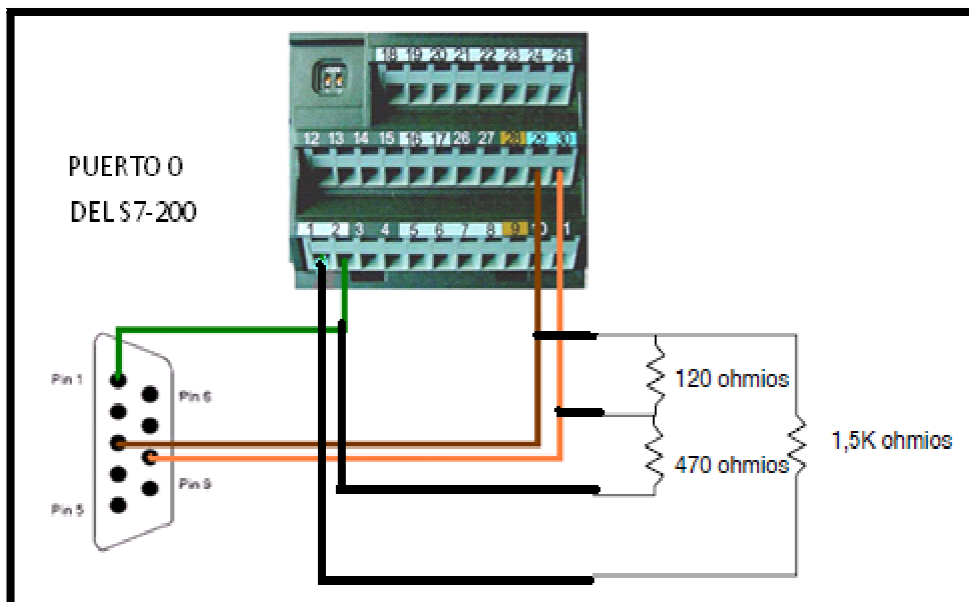 18 19 20 21 22 23 24 25
12 13 14 15 16 17 26 27 28 29 30
PUERTO 0
DEL S7-200
1 2 3 4 5 6 7 8 9 10 11
Pin 1
Pin 6
120 ohmios
1,5K ohmios
470 ohmios
Pin 9
Pin 5